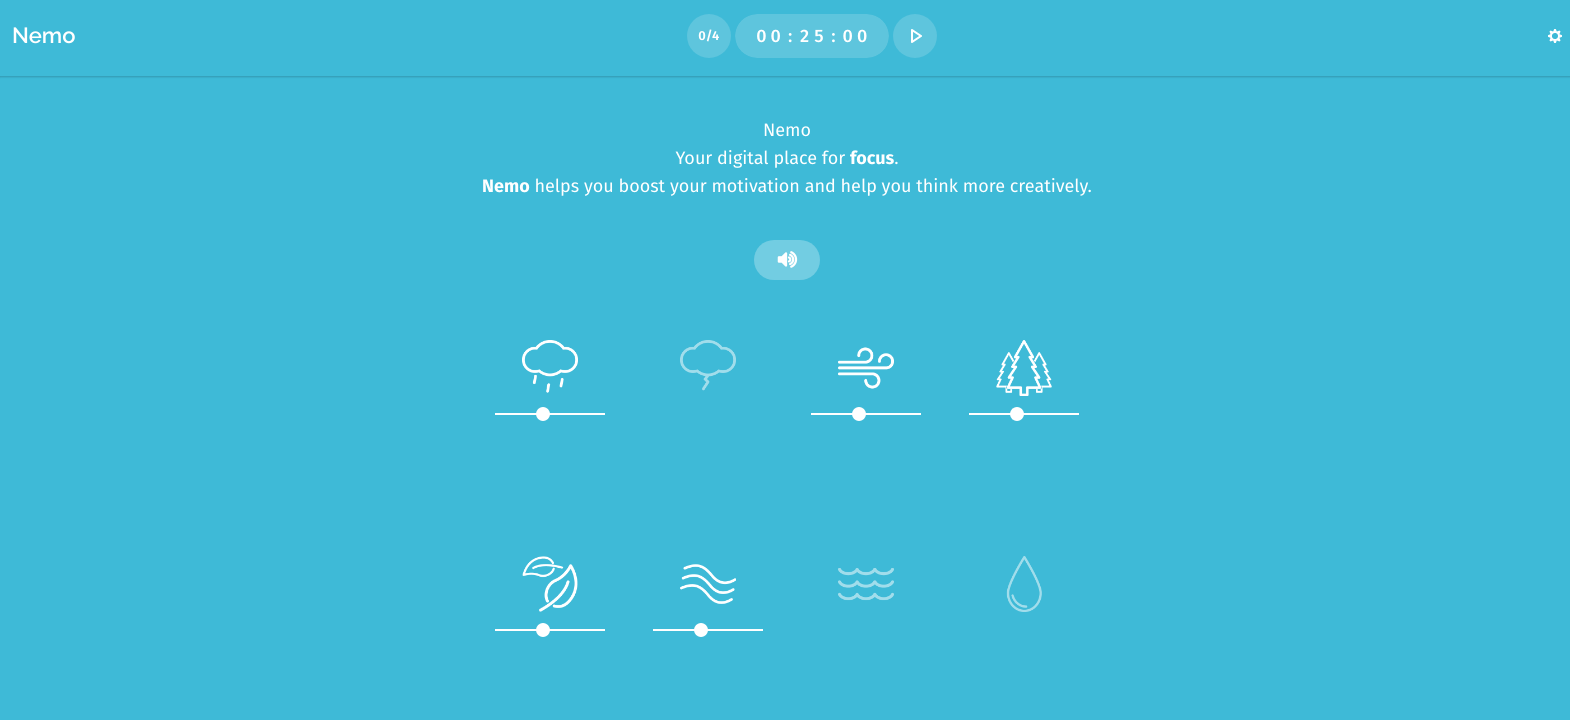 Nemo
0/4
00:25:00
Nemo
Your digital place for focus.
Nemo helps you boost your motivation and help you think more creatively.